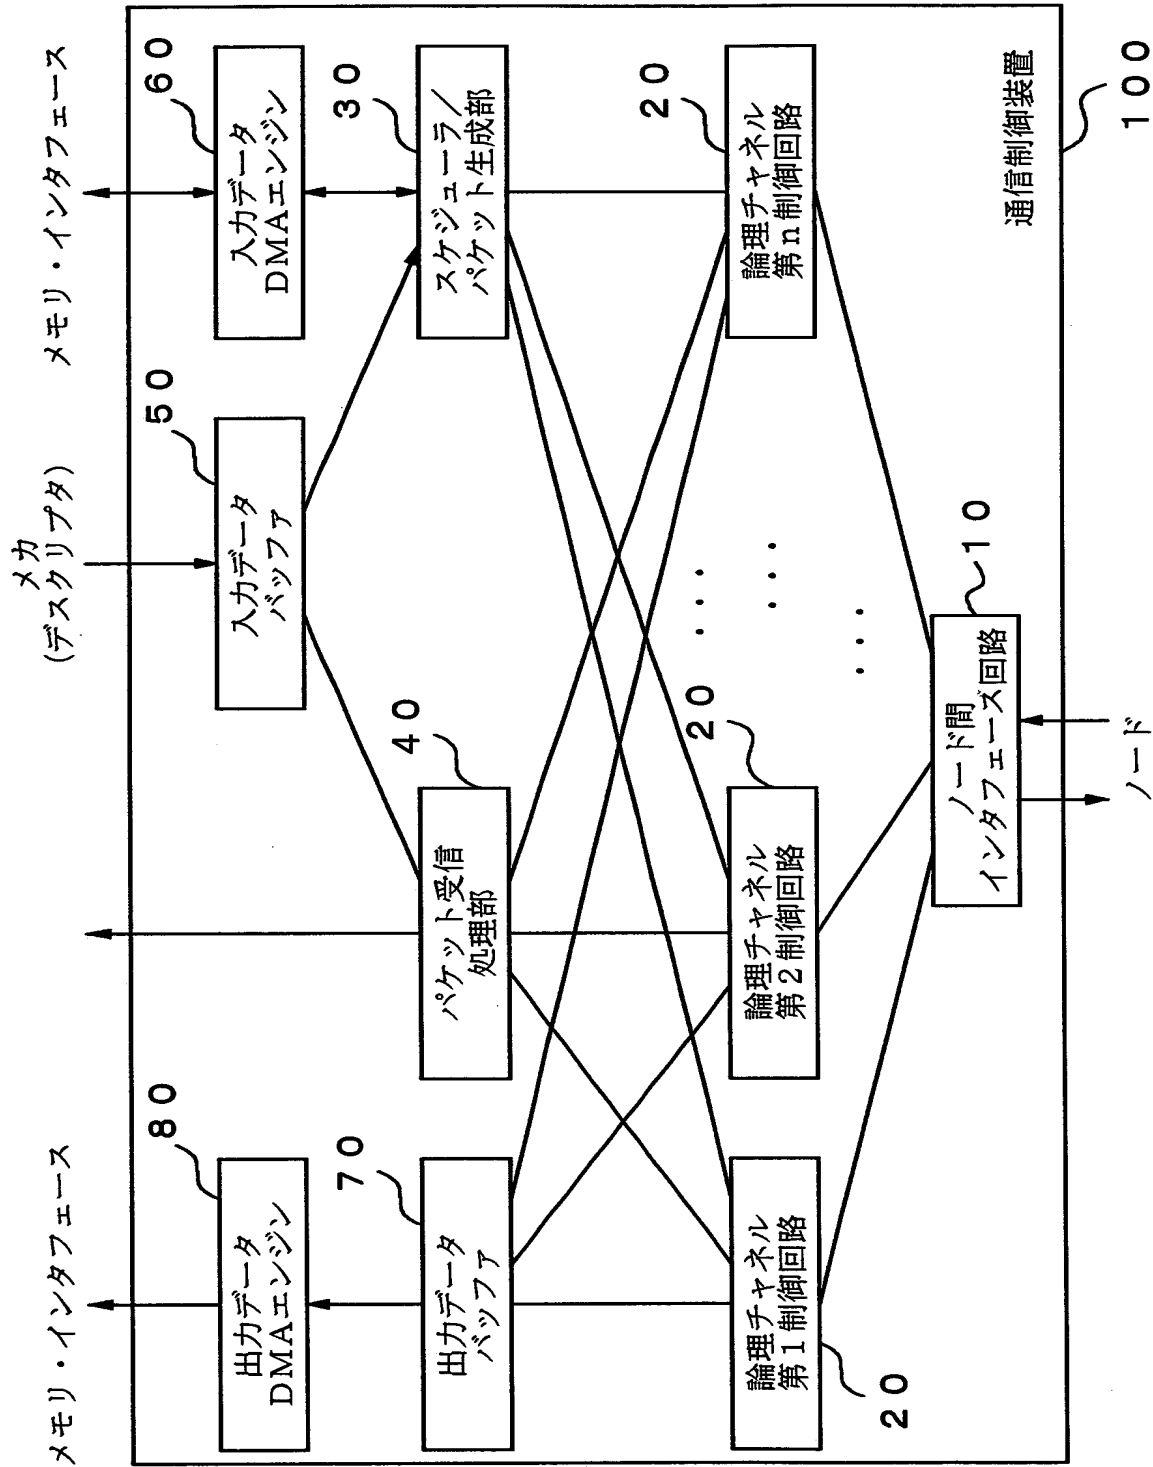 メモリ・インタフェース
メカ
(デスクリプタ)
メモリ・インタフェース
80
出力データ
DMAエンジン
50
入力データ
バッファ
60
入力データ
DMAエンジン
70
出力データ
バッファ
40
パケット受信
処理部
30
スケジューラ/
パケット生成部
論理チャネル
第1制御回路
20
論理チャネル
第2制御回路
20
論理チャネル
第n制御回路
20
・・・
・・・
・・・
ノード間
インタフェース回路
10
ノード
通信制御装置
100